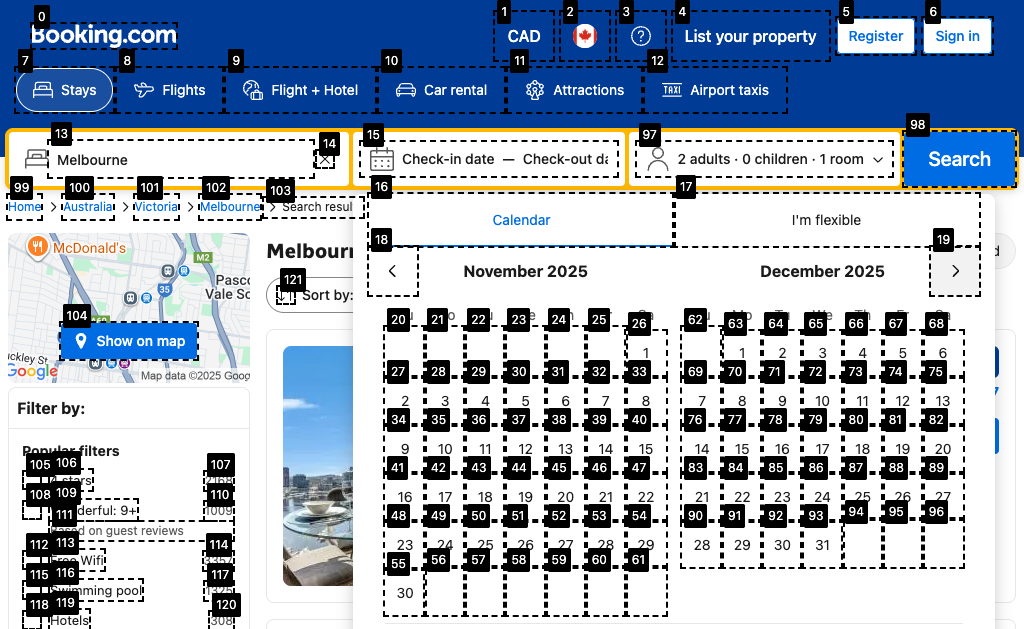 0
Booking.com
1
CAD
2
3
4
List your property
5
Register
6
Sign in
7
Stays
8
Flights
9
Flight + Hotel
10
Car rental
11
Attractions
12
Airport taxis
13
Melbourne
14
15
Check-in date — Check-out da
97
2 adults · 0 children · 1 room
98
Search
99 100 101 102 103
Home > Australia > Victoria > Melbourne > Search resul
16
Calendar
17
I'm flexible
18
19
November 2025
December 2025
McDonald's
M2
35
Pasco
Vale So
104
Show on map
uckley St
Google
Map data ©2025 Goog
Melbour
121
Sort by:
20 21 22 23 24 25 26
1
27 28 29 30 31 32 33
2 3 4 5 6 7 8
34 35 36 37 38 39 40
9 10 11 12 13 14 15
41 42 43 44 45 46 47
16 17 18 19 20 21 22
48 49 50 51 52 53 54
23 24 25 26 27 28 29
55 56 57 58 59 60 61
30
62 63 64 65 66 67 68
1 2 3 4 5 6
69 70 71 72 73 74 75
7 8 9 10 11 12 13
76 77 78 79 80 81 82
14 15 16 17 18 19 20
83 84 85 86 87 88 89
21 22 23 24 25 26 27
90 91 92 93 94 95 96
28 29 30 31
Filter by:
Popular filters
105 106 107
stars
108 109 110
derful: 9+ 1009
111
Based on guest reviews
112 113 114
Free Wifi
115 116 117
Swimming pool 1325
118 119 120
Hotels 308